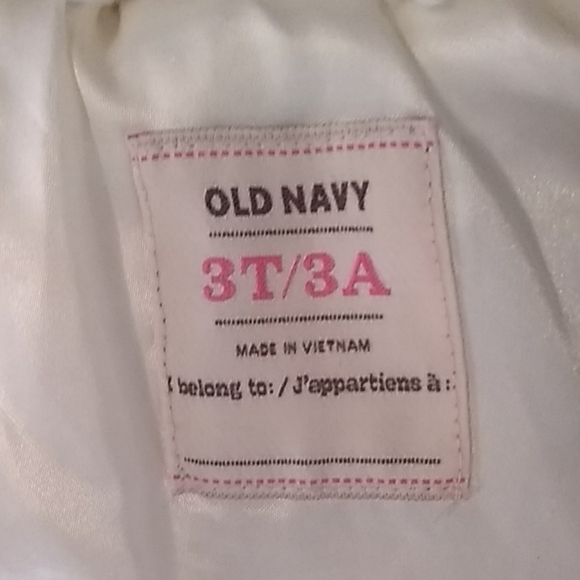 OLD NAVY
3T/3A
MADE IN VIETNAM
I belong to: / J'appartiens à :